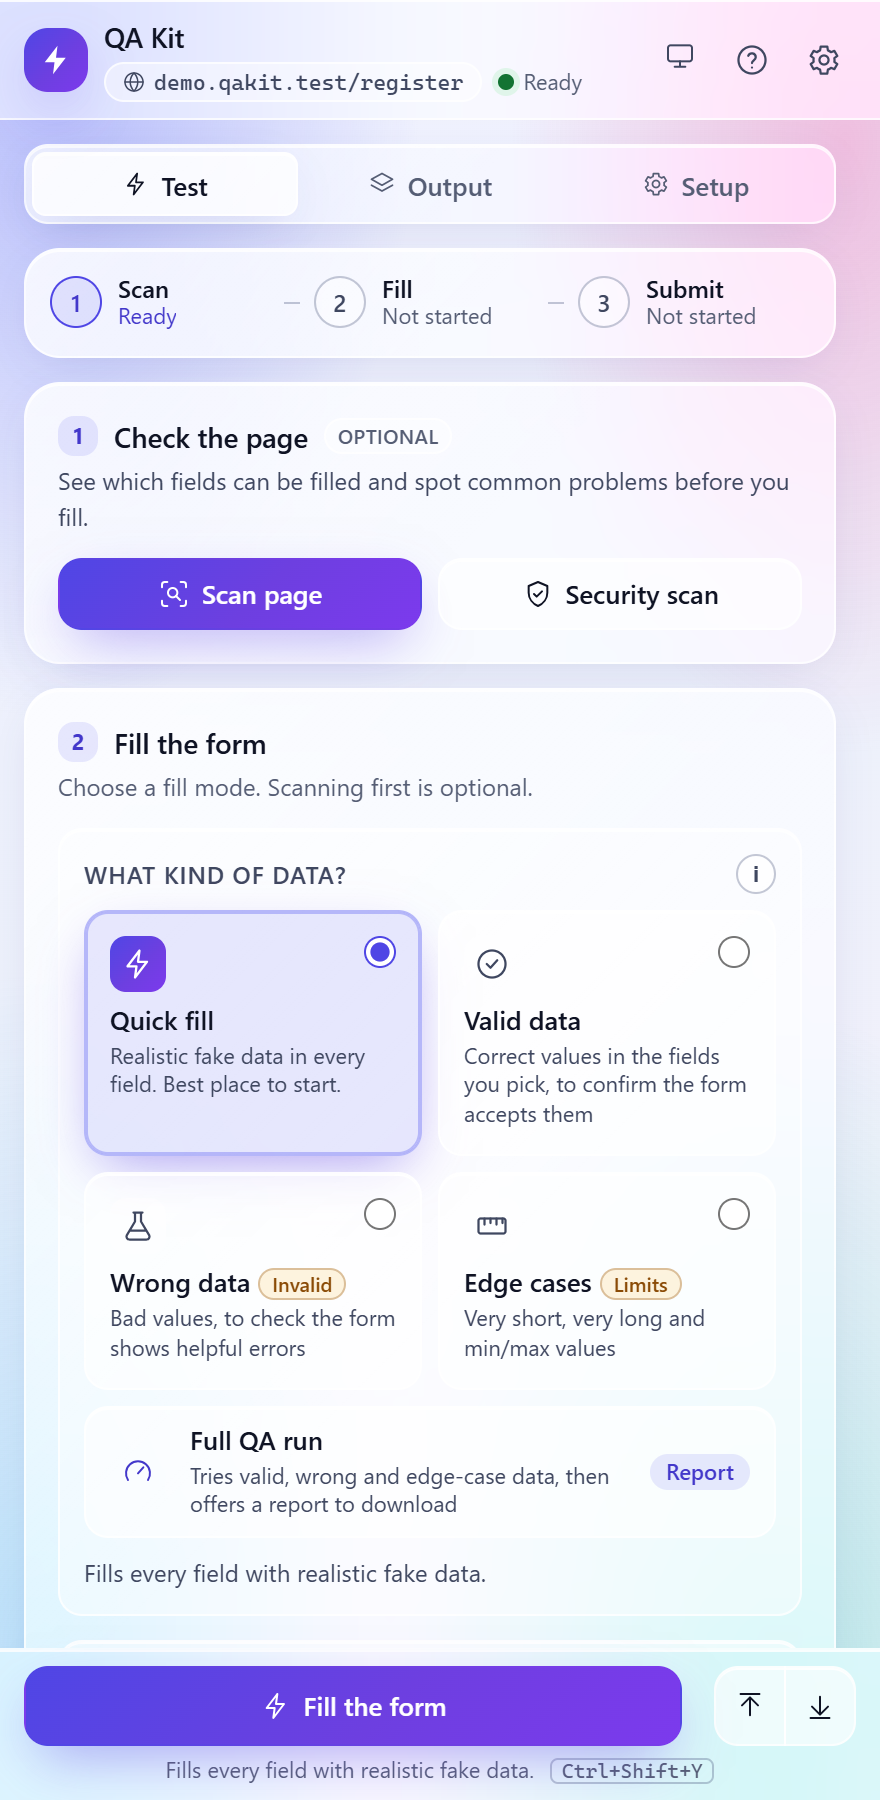 QA Kit
demo.qakit.test/register
Ready
Test
Output
Setup
1
Scan
Ready
2
Fill
Not started
3
Submit
Not started
1 Check the page OPTIONAL
See which fields can be filled and spot common problems before you
fill.
Scan page
Security scan
2 Fill the form
Choose a fill mode. Scanning first is optional.
WHAT KIND OF DATA?
i
Quick fill
Realistic fake data in every
field. Best place to start.
Valid data
Correct values in the fields
you pick, to confirm the form
accepts them
Wrong data Invalid
Bad values, to check the form
shows helpful errors
Edge cases Limits
Very short, very long and
min/max values
Full QA run
Tries valid, wrong and edge-case data, then
offers a report to download
Report
Fills every field with realistic fake data.
Fill the form
Fills every field with realistic fake data. Ctrl+Shift+Y